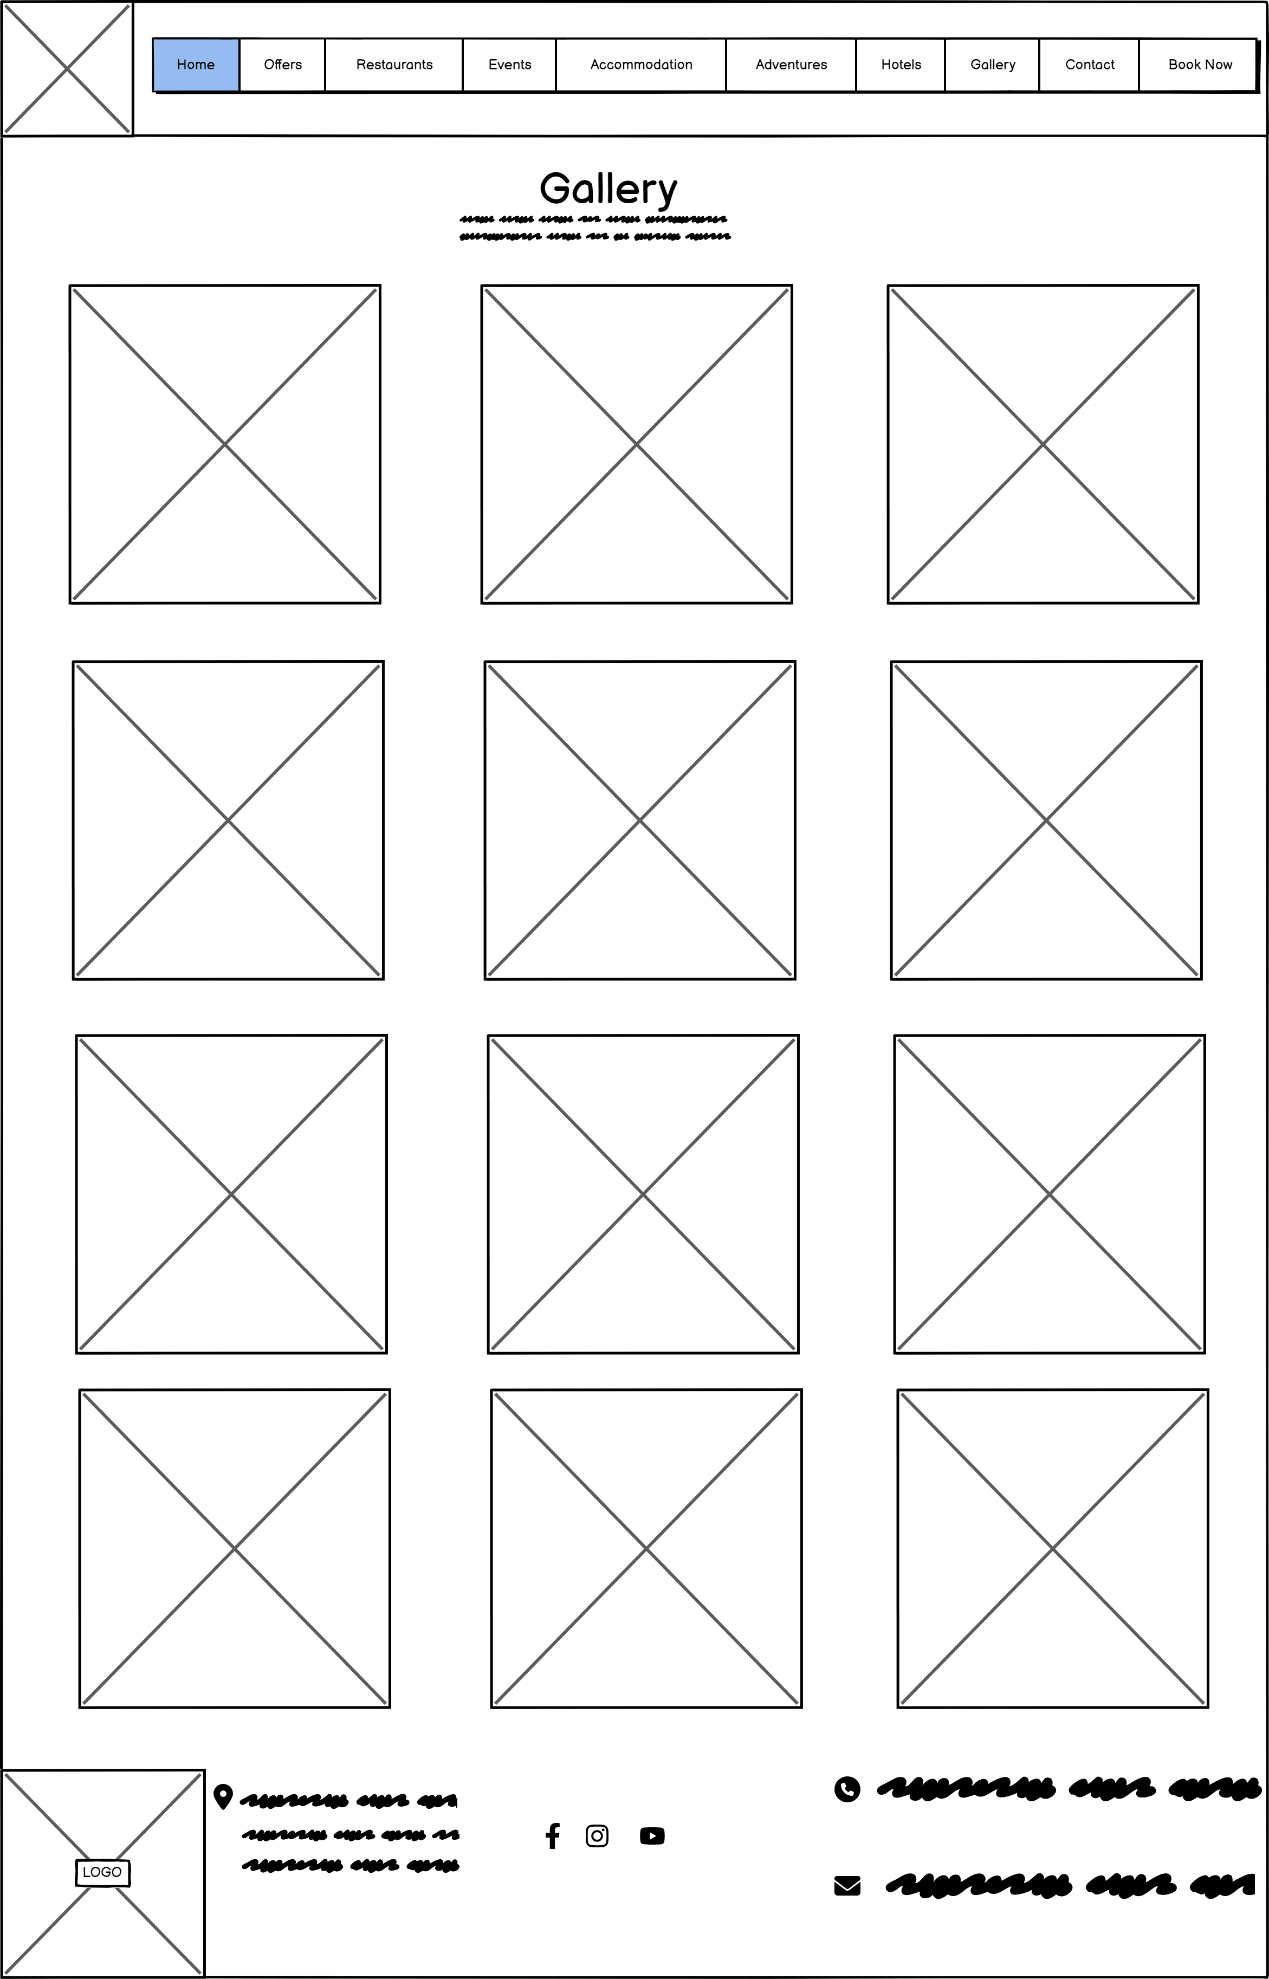 Home Offers Restaurants Events Accommodation Adventures Hotels Gallery Contact Book Now
Gallery
LOGO